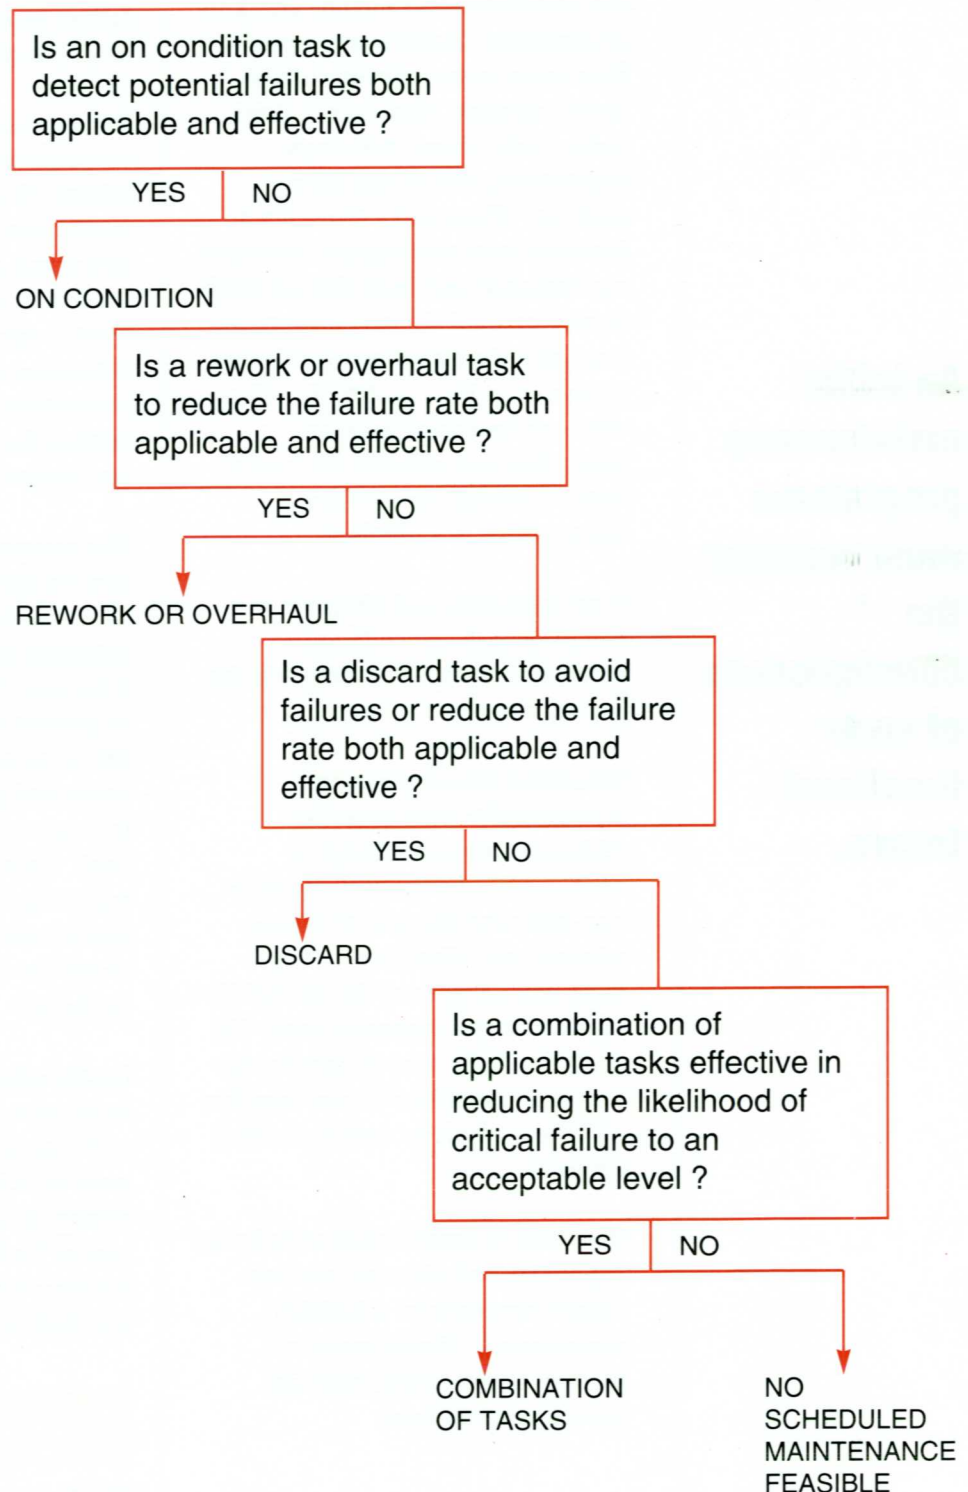 Is an on condition task to
detect potential failures both
applicable and effective ?
YES
NO
ON CONDITION
Is a rework or overhaul task
to reduce the failure rate both
applicable and effective ?
YES
NO
REWORK OR OVERHAUL
Is a discard task to avoid
failures or reduce the failure
rate both applicable and
effective ?
YES
NO
DISCARD
Is a combination of
applicable tasks effective in
reducing the likelihood of
critical failure to an
acceptable level ?
YES
NO
COMBINATION
OF TASKS
NO
SCHEDULED
MAINTENANCE
FEASIBLE